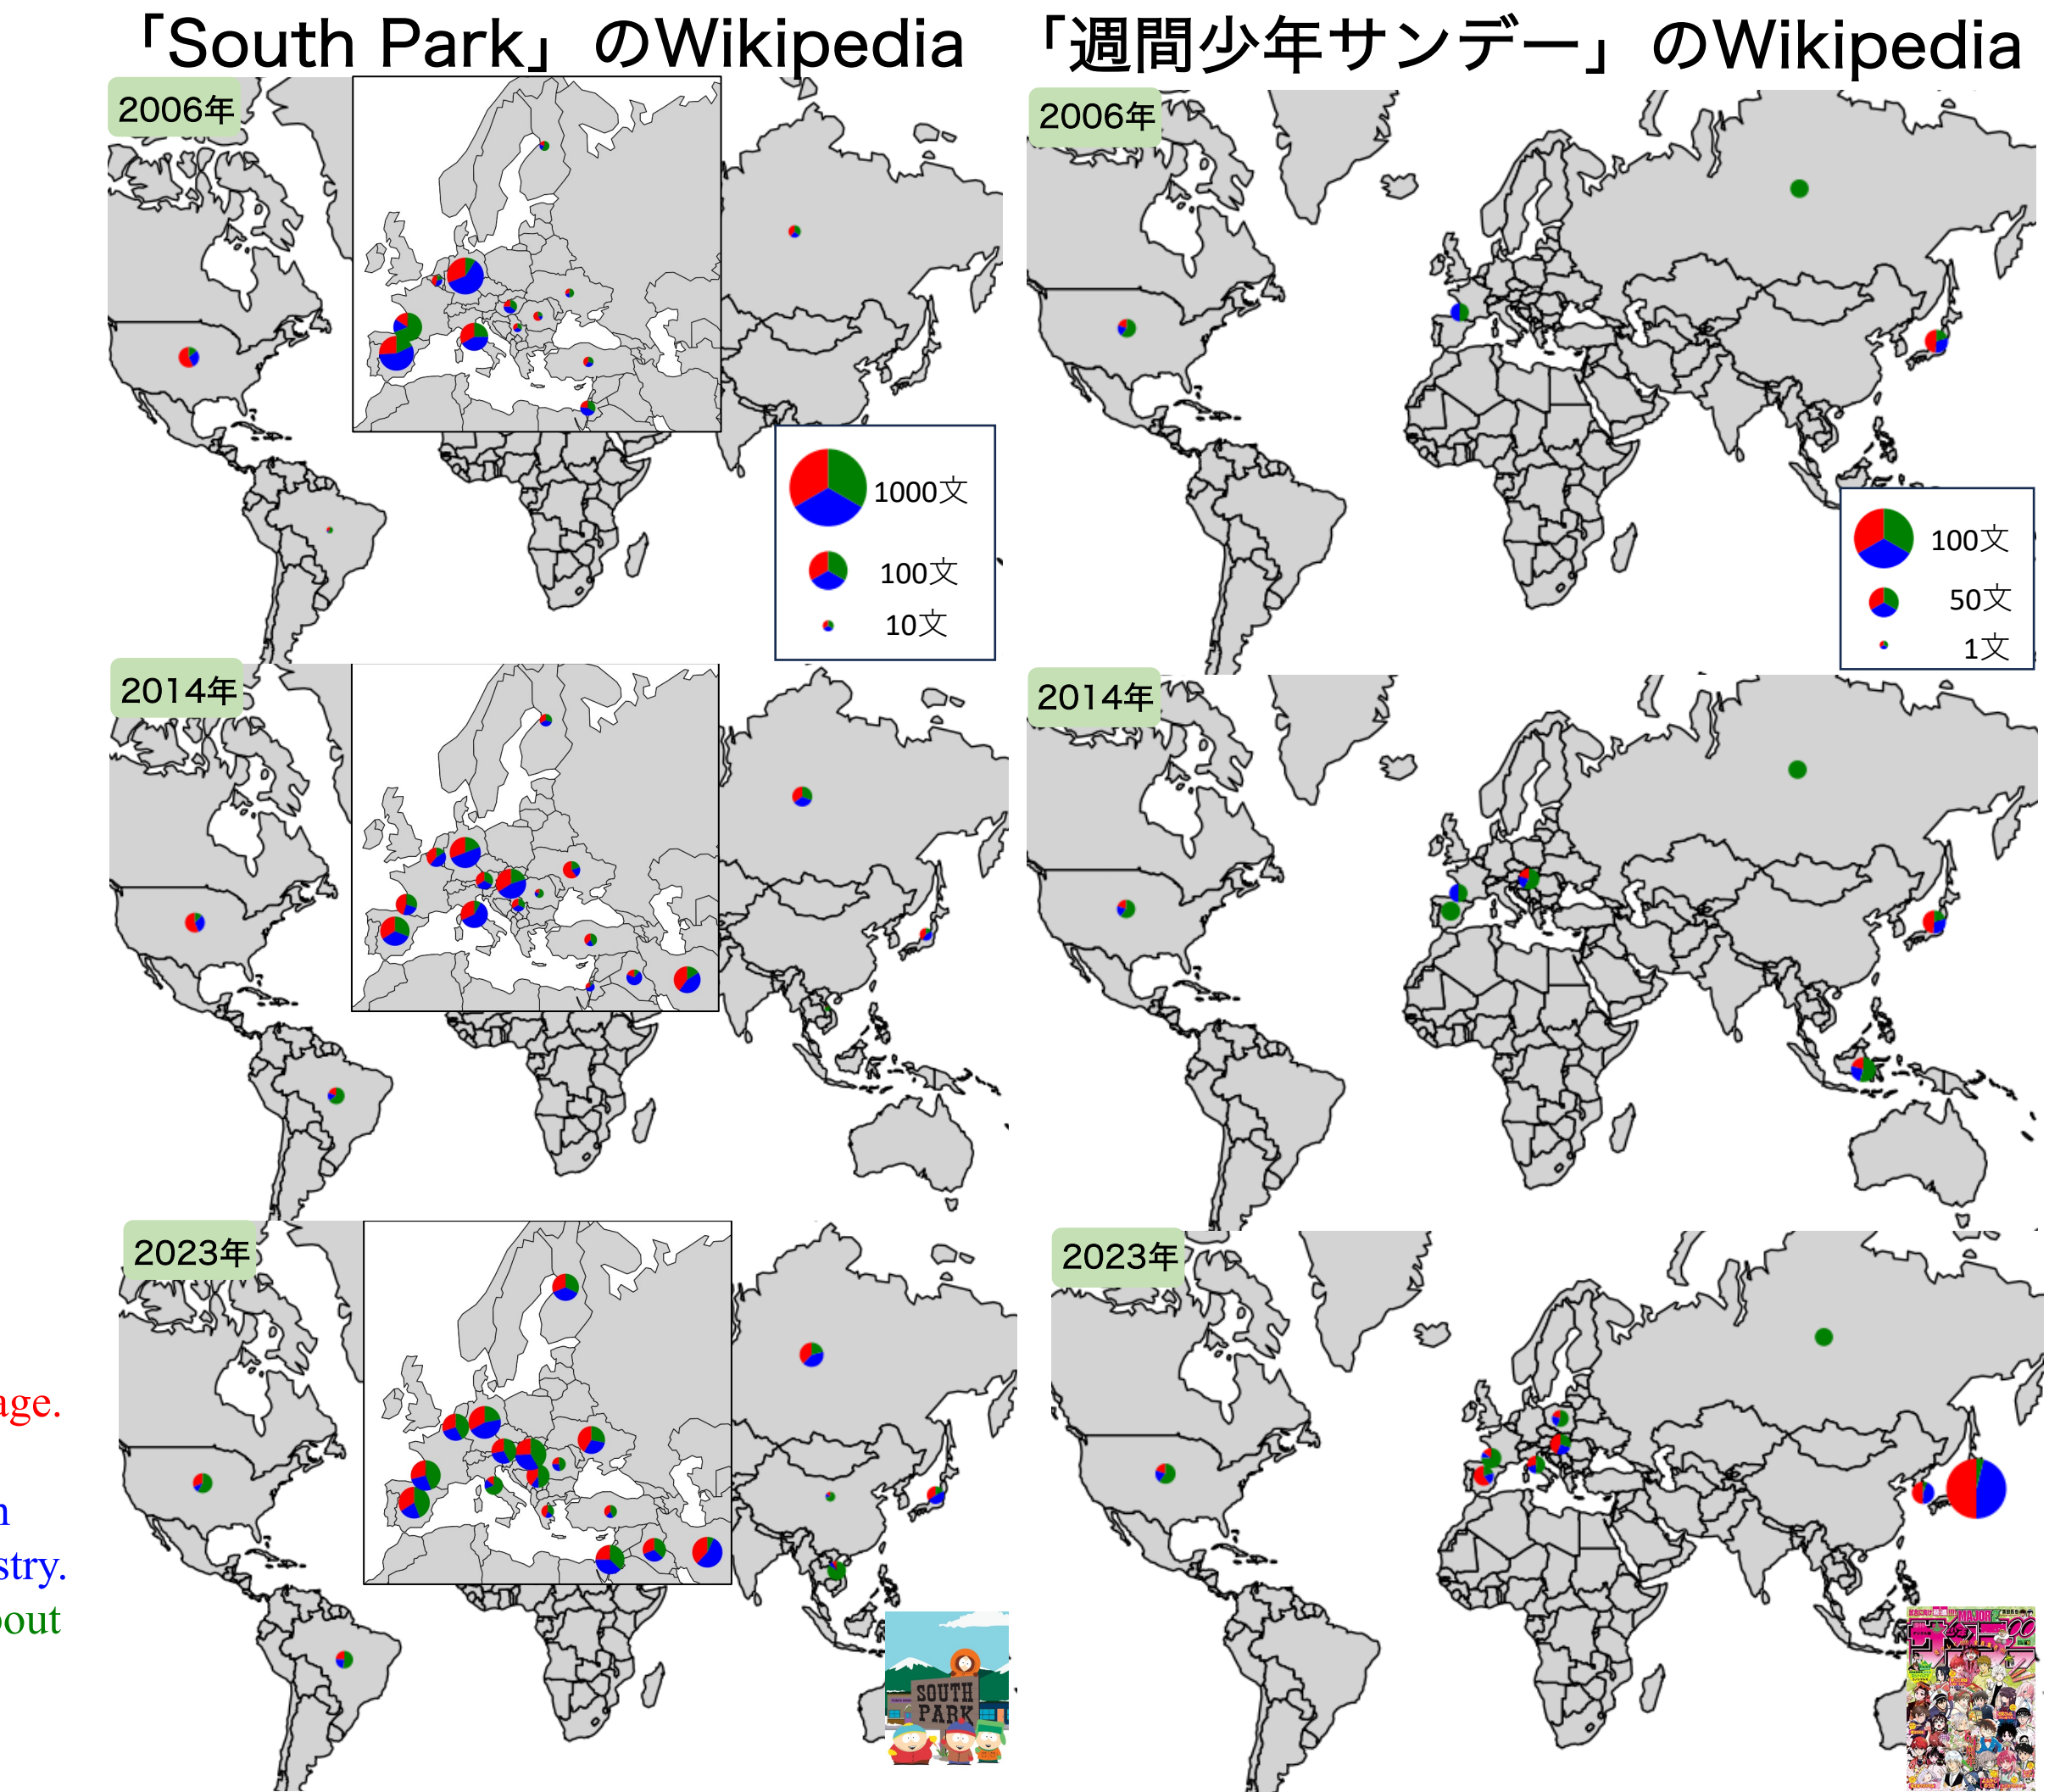 「South Park」のWikipedia
「週間少年サンデー」のWikipedia
2006年
2006年
1000文
100文
10文
100文
50文
1文
2014年
2014年
2023年
2023年
age.
n
stry.
bout
SOUTH
PARK
MAJOR